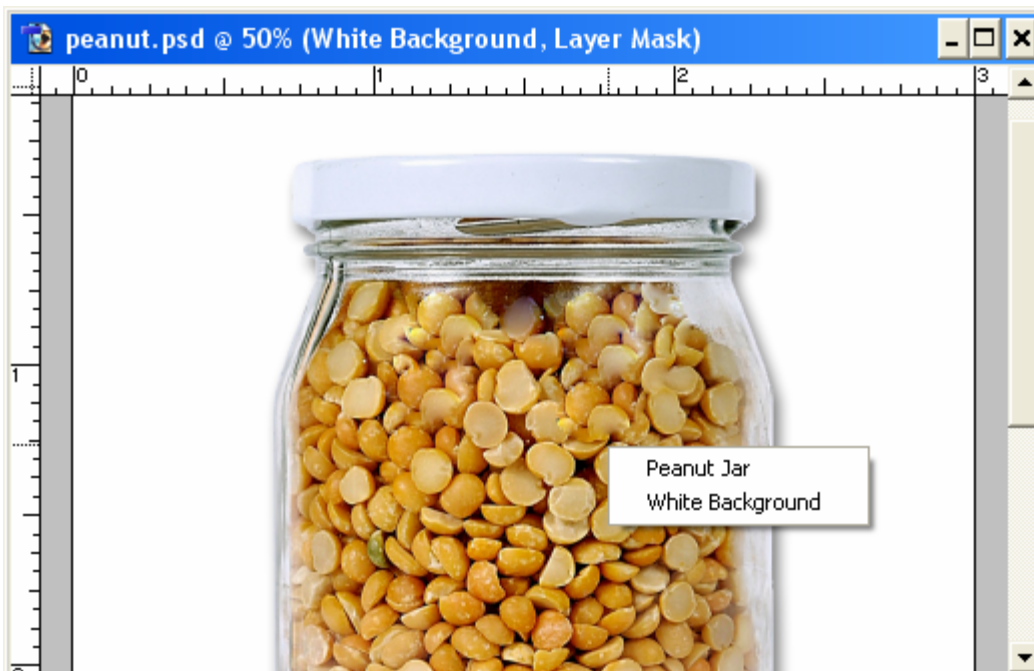 peanut.psd @ 50% (White Background, Layer Mask)
0 1 2 3
1
Peanut Jar
White Background